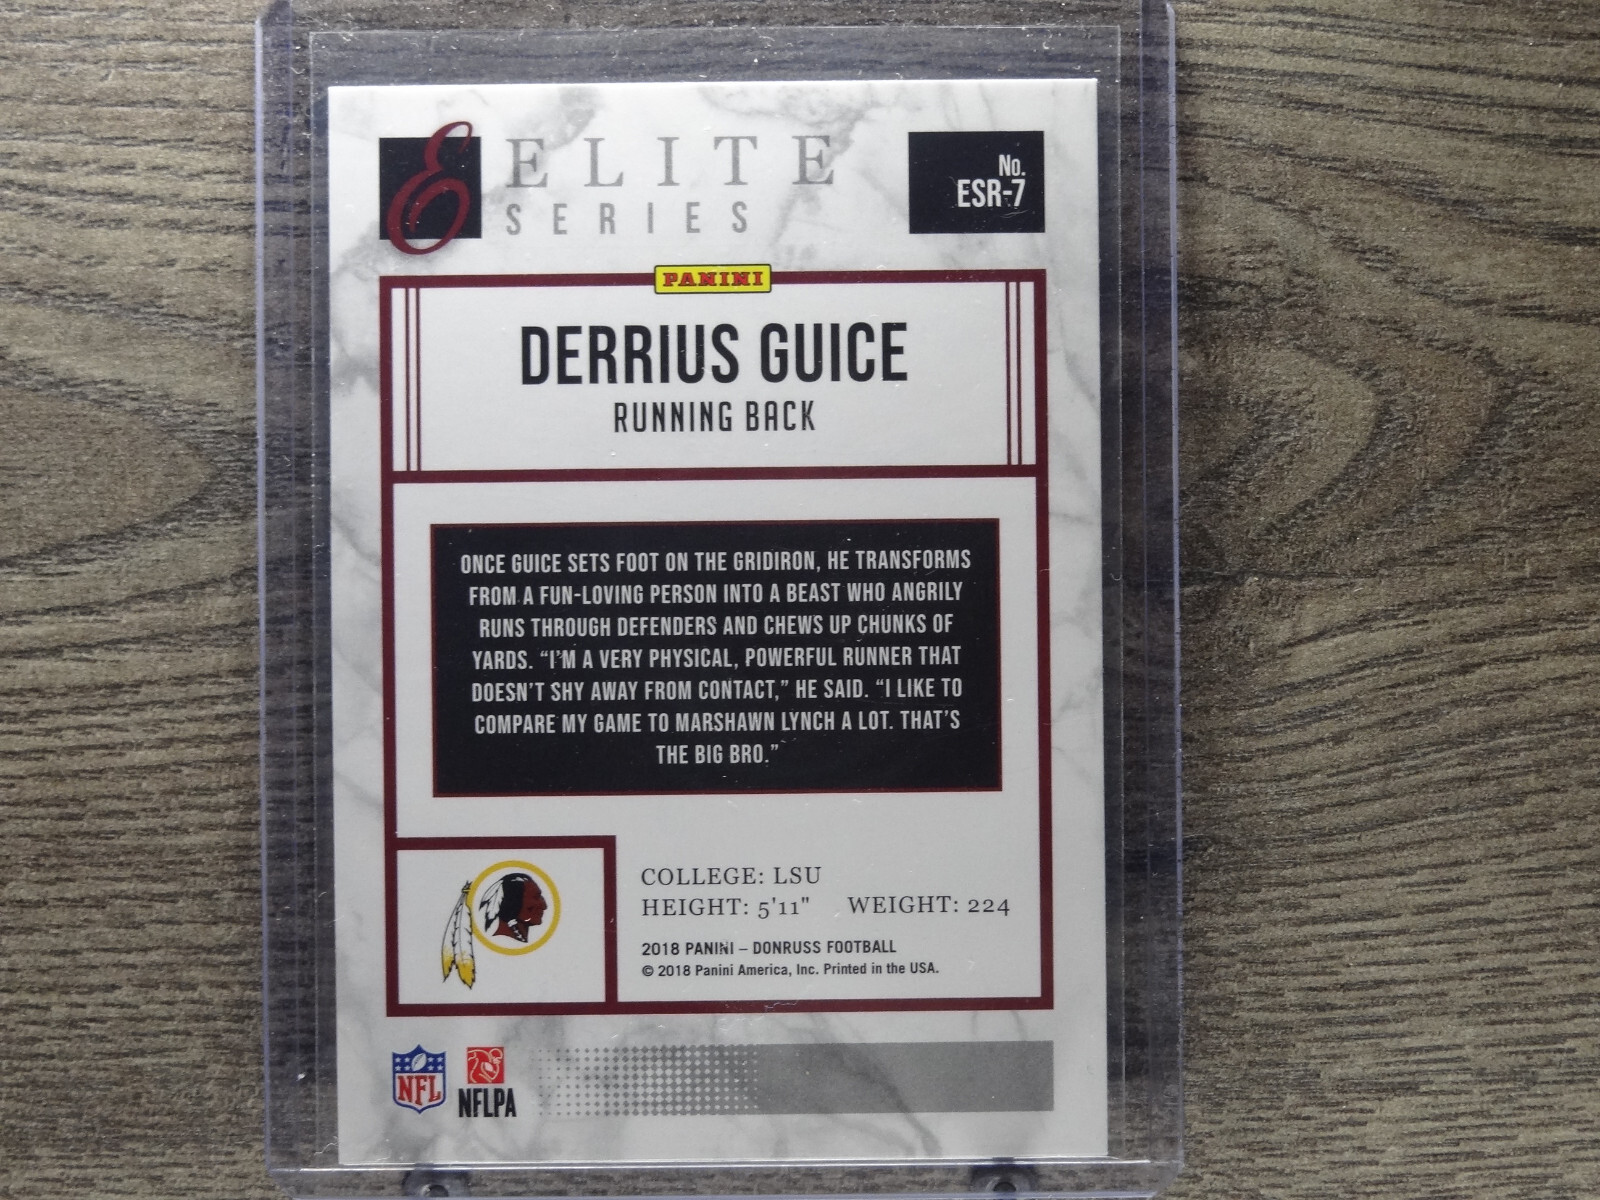 E ELITE
SERIES
No.
ESR-7
PANINI
DERRIUS GUICE
RUNNING BACK
ONCE GUICE SETS FOOT ON THE GRIDIRON, HE TRANSFORMS
FROM A FUN-LOVING PERSON INTO A BEAST WHO ANGRILY
RUNS THROUGH DEFENDERS AND CHEWS UP CHUNKS OF
YARDS. “I’M A VERY PHYSICAL, POWERFUL RUNNER THAT
DOESN’T SHY AWAY FROM CONTACT,” HE SAID. “I LIKE TO
COMPARE MY GAME TO MARSHAWN LYNCH A LOT. THAT’S
THE BIG BRO.”
COLLEGE: LSU
HEIGHT: 5'11" WEIGHT: 224
2018 PANINI – DONRUSS FOOTBALL
© 2018 Panini America, Inc. Printed in the USA.
NFL
NFLPA